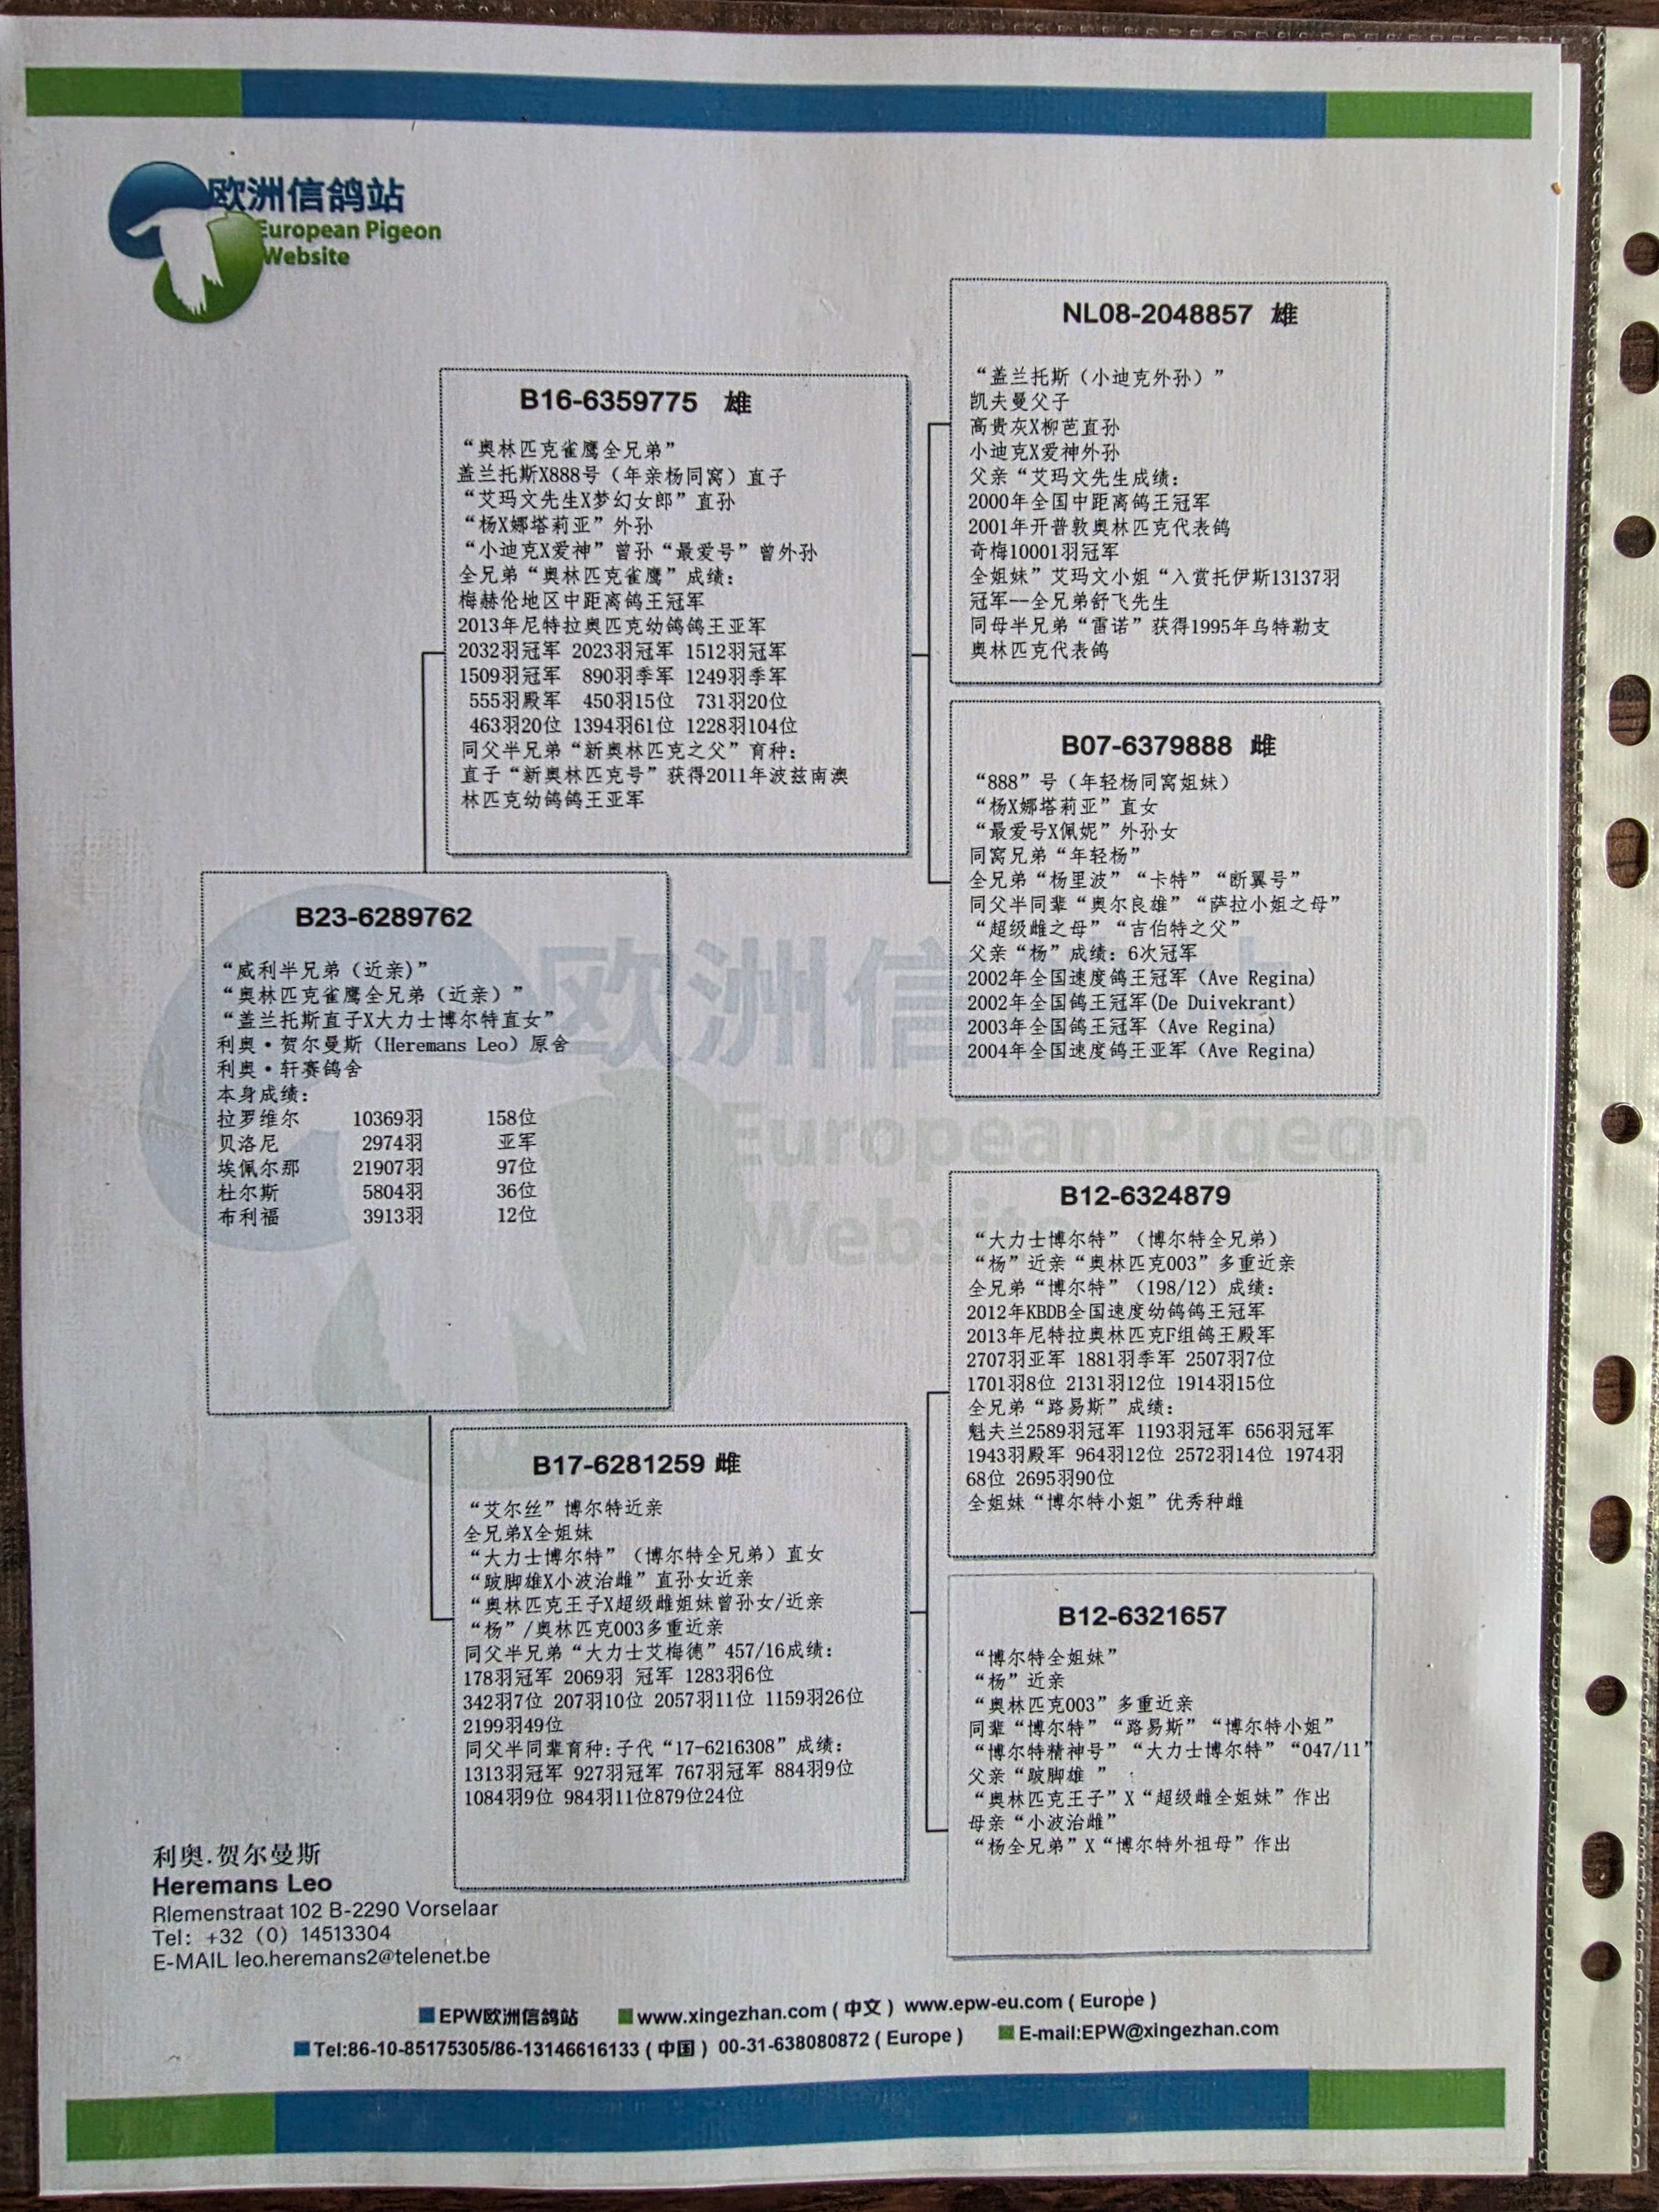 欧洲信鸽站
European Pigeon
Website
NL08-2048857 雄
“盖兰托斯（小迪克外孙）”
凯夫曼父子
高贵灰X柳芭直孙
小迪克X爱神外孙
父亲“艾玛文先生成绩：
2000年全国中距离鸽王冠军
2001年开普敦奥林匹克代表鸽
奇梅10001羽冠军
全姐妹”艾玛文小姐“入赏托伊斯13137羽
冠军--全兄弟舒飞先生
同母半兄弟“雷诺”获得1995年乌特勒支
奥林匹克代表鸽
B16-6359775 雄
“奥林匹克雀鹰全兄弟”
盖兰托斯X888号（年亲杨同窝）直子
“艾玛文先生X梦幻女郎”直孙
“杨X娜塔莉亚”外孙
“小迪克X爱神”曾孙“最爱号”曾外孙
全兄弟“奥林匹克雀鹰”成绩：
梅赫伦地区中距离鸽王冠军
2013年尼特拉奥匹克幼鸽鸽王亚军
2032羽冠军 2023羽冠军 1512羽冠军
1509羽冠军 890羽季军 1249羽季军
555羽殿军 450羽15位 731羽20位
463羽20位 1394羽61位 1228羽104位
同父半兄弟“新奥林匹克之父”育种：
直子“新奥林匹克号”获得2011年波兹南澳
林匹克幼鸽鸽王亚军
B07-6379888 雌
“888”号（年轻杨同窝姐妹）
“杨X娜塔莉亚”直女
“最爱号X佩妮”外孙女
同窝兄弟“年轻杨”
全兄弟“杨里波”“卡特”“断翼号”
同父半同辈“奥尔良雄”“萨拉小姐之母”
“超级雌之母”“吉伯特之父”
父亲“杨”成绩：6次冠军
2002年全国速度鸽王冠军（Ave Regina)
2002年全国鸽王冠军(De Duivekrant)
2003年全国鸽王冠军（Ave Regina)
2004年全国速度鸽王亚军（Ave Regina)
B23-6289762
“威利半兄弟（近亲)”
“奥林匹克雀鹰全兄弟（近亲）”
“盖兰托斯直子X大力士博尔特直女”
利奥·贺尔曼斯（Heremans Leo）原舍
利奥·轩赛鸽舍
本身成绩：
拉罗维尔 10369羽 158位
贝洛尼 2974羽 亚军
埃佩尔那 21907羽 97位
杜尔斯 5804羽 36位
布利福 3913羽 12位
欧洲信鸽站
European Pigeon
Website
B12-6324879
“大力士博尔特”（博尔特全兄弟）
“杨”近亲“奥林匹克003”多重近亲
全兄弟“博尔特”（198/12）成绩：
2012年KBDB全国速度幼鸽鸽王冠军
2013年尼特拉奥林匹克F组鸽王殿军
2707羽亚军 1881羽季军 2507羽7位
1701羽8位 2131羽12位 1914羽15位
全兄弟“路易斯”成绩：
魁夫兰2589羽冠军 1193羽冠军 656羽冠军
1943羽殿军 964羽12位 2572羽14位 1974羽
68位 2695羽90位
全姐妹“博尔特小姐”优秀种雌
B17-6281259 雌
“艾尔丝”博尔特近亲
全兄弟X全姐妹
“大力士博尔特”（博尔特全兄弟）直女
“跛脚雄X小波治雌”直孙女近亲
“奥林匹克王子X超级雌姐妹曾孙女/近亲
“杨”/奥林匹克003多重近亲
同父半兄弟“大力士艾梅德”457/16成绩：
178羽冠军 2069羽 冠军 1283羽6位
342羽7位 207羽10位 2057羽11位 1159羽26位
2199羽49位
同父半同辈育种：子代“17-6216308”成绩：
1313羽冠军 927羽冠军 767羽冠军 884羽9位
1084羽9位 984羽11位879位24位
B12-6321657
“博尔特全姐妹”
“杨”近亲
“奥林匹克003”多重近亲
同辈“博尔特”“路易斯”“博尔特小姐”
“博尔特精神号”“大力士博尔特”“047/11”
父亲“跛脚雄 ”
“奥林匹克王子”X“超级雌全姐妹”作出
母亲“小波治雌”
“杨全兄弟”X“博尔特外祖母”作出
利奥.贺尔曼斯
Heremans Leo
Rlemenstraat 102 B-2290 Vorselaar
Tel： +32（0）14513304
E-MAIL leo.heremans2@telenet.be
EPW欧洲信鸽站 www.xingezhan.com（中文）www.epw-eu.com ( Europe )
Tel:86-10-85175305/86-13146616133（中国）00-31-638080872 ( Europe ) E-mail:EPW@xingezhan.com